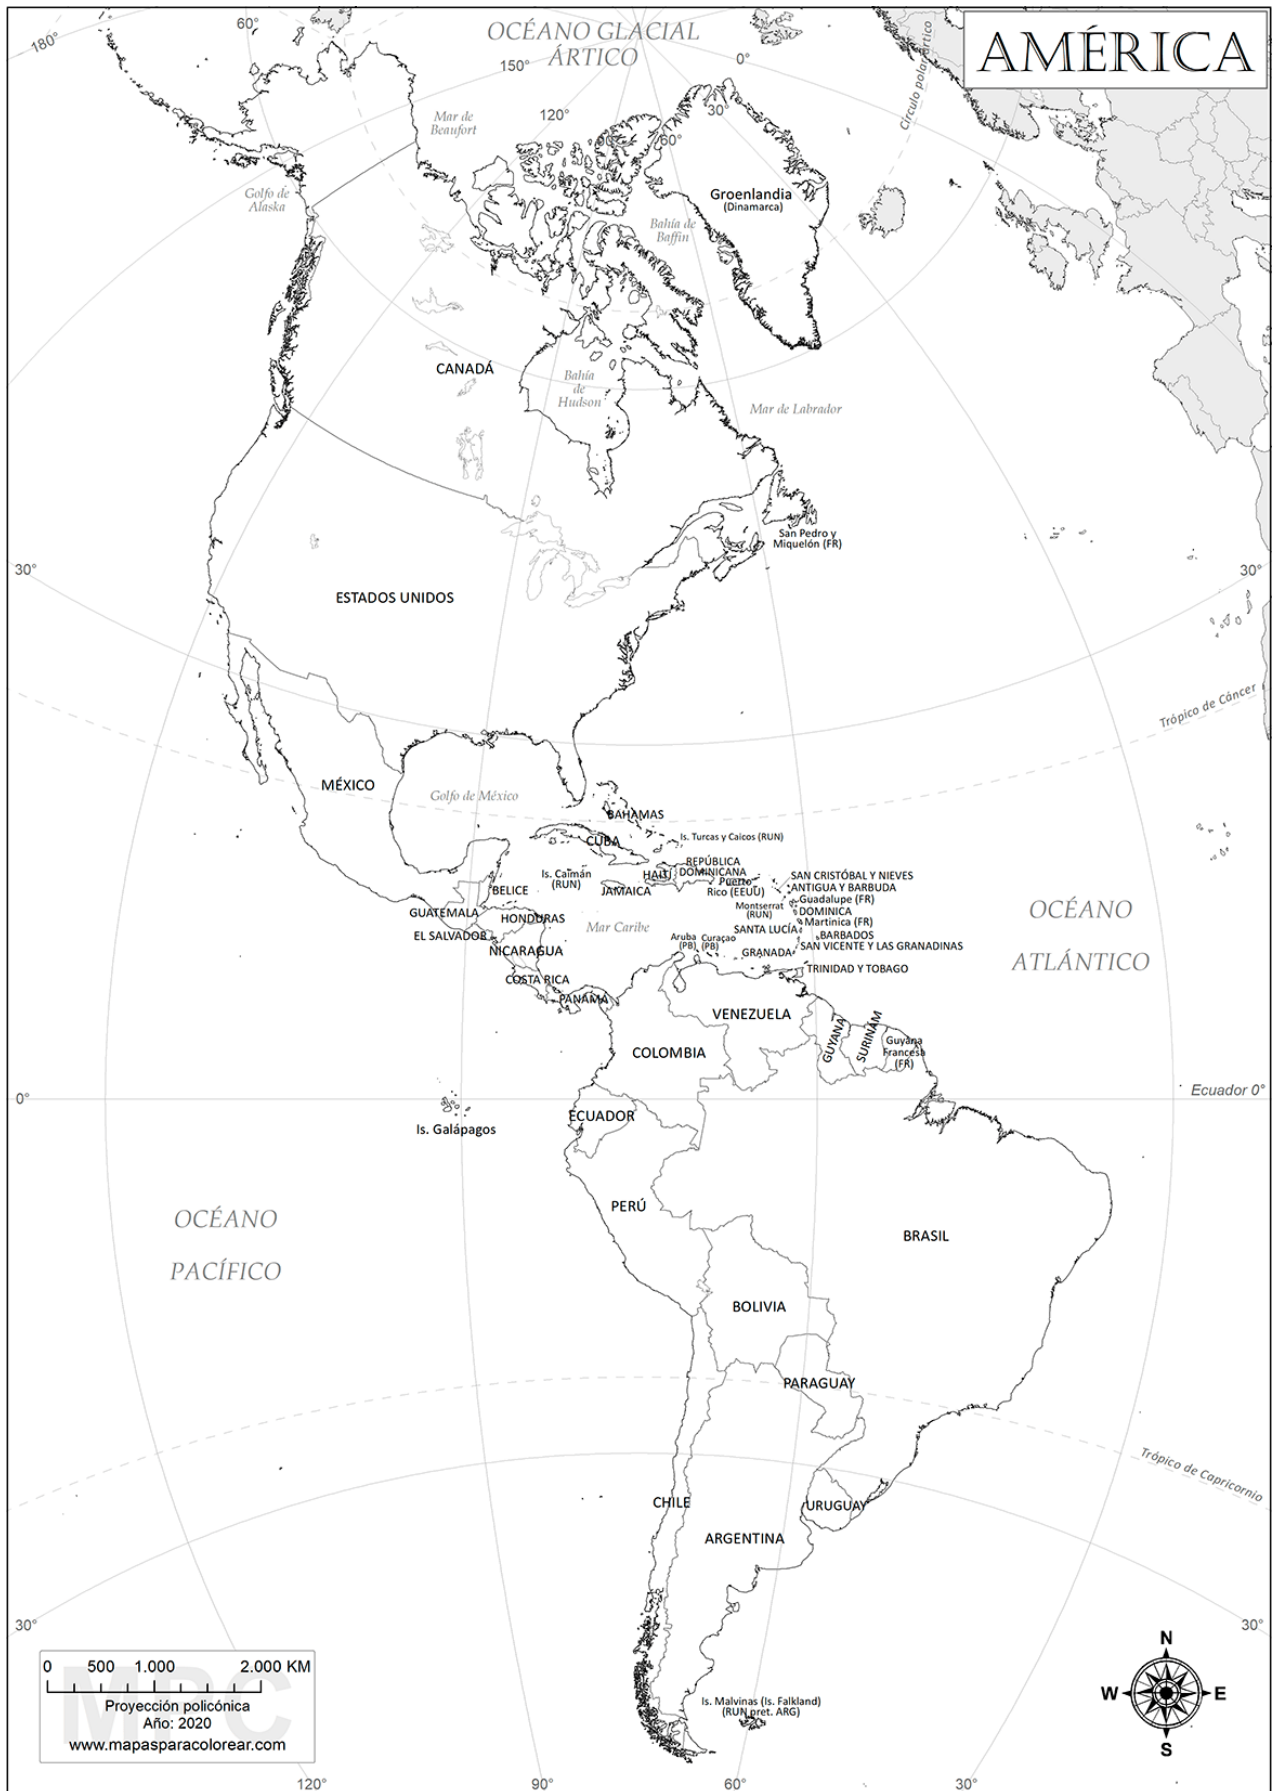 AMÉRICA
OCÉANO GLACIAL
ÁRTICO
180°
60°
150°
120°
90°
60°
30°
0°
Círculo polar ártico
Mar de
Beaufort
Golfo de
Alaska
Groenlandia
(Dinamarca)
Bahía de
Baffin
CANADÁ
Bahía
de
Hudson
Mar de Labrador
San Pedro y
Miquelón (FR)
30°
30°
ESTADOS UNIDOS
Trópico de Cáncer
MÉXICO
Golfo de México
BAHAMAS
CUBA
Is. Turcas y Caicos (RUN)
Is. Caimán
(RUN)
HAITÍ
REPÚBLICA
DOMINICANA
JAMAICA
Puerto
Rico (EEUU)
SAN CRISTÓBAL Y NIEVES
ANTIGUA Y BARBUDA
Guadalupe (FR)
Montserrat
(RUN)
DOMINICA
Martinica (FR)
SANTA LUCÍA
BARBADOS
SAN VICENTE Y LAS GRANADINAS
GRANADA
TRINIDAD Y TOBAGO
Aruba
(PB)
Curaçao
(PB)
Mar Caribe
BELICE
GUATEMALA
HONDURAS
EL SALVADOR
NICARAGUA
COSTA RICA
PANAMÁ
OCÉANO
ATLÁNTICO
VENEZUELA
GUYANA
SURINAM
Guyana
Francesa
(FR)
COLOMBIA
0°
Ecuador 0°
ECUADOR
Is. Galápagos
PERÚ
BRASIL
OCÉANO
PACÍFICO
BOLIVIA
PARAGUAY
Trópico de Capricornio
CHILE
URUGUAY
ARGENTINA
30°
30°
Is. Malvinas (Is. Falkland)
(RUN pret. ARG)
N
W
E
S
MPC
0 500 1.000 2.000 KM
Proyección policónica
Año: 2020
www.mapasparacolorear.com
120°
90°
60°
30°